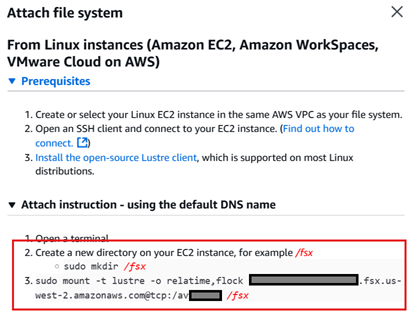 Attach file system
From Linux instances (Amazon EC2, Amazon WorkSpaces,
VMware Cloud on AWS)
▼ Prerequisites
1. Create or select your Linux EC2 instance in the same AWS VPC as your file system.
2. Open an SSH client and connect to your EC2 instance. (Find out how to
connect. )
3. Install the open-source Lustre client, which is supported on most Linux
distributions.
▼ Attach instruction - using the default DNS name
1. Open a terminal
2. Create a new directory on your EC2 instance, for example /fsx
◦ sudo mkdir /fsx
3. sudo mount -t lustre -o relatime,flock .fsx.us-
west-2.amazonaws.com@tcp:/av /fsx